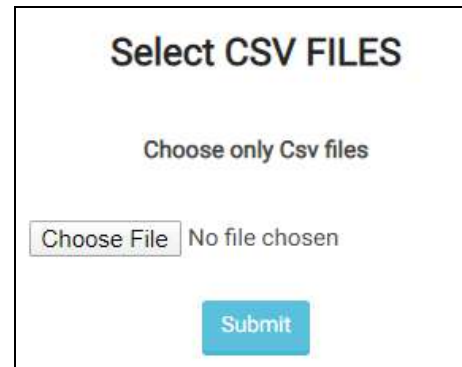 Select CSV FILES
Choose only Csv files
Choose File No file chosen
Submit